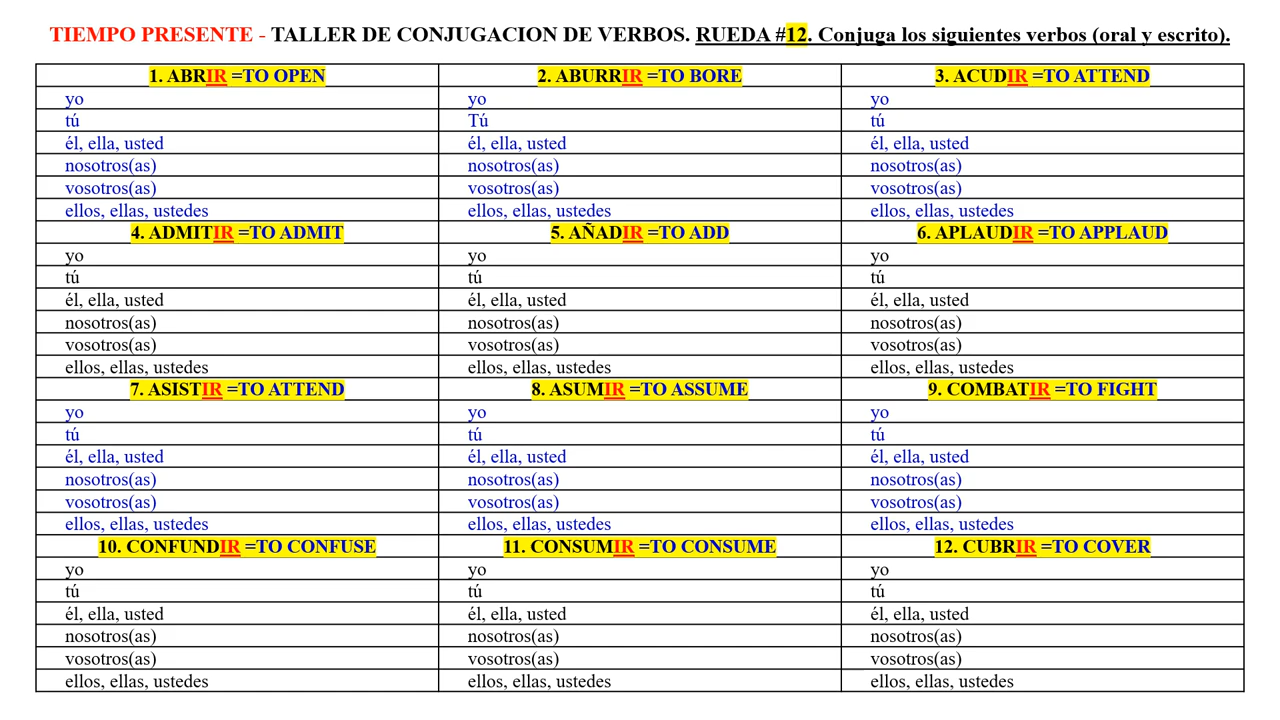 TIEMPO PRESENTE - TALLER DE CONJUGACION DE VERBOS. RUEDA #12. Conjuga los siguientes verbos (oral y escrito).
1. ABRIR =TO OPEN 2. ABURRIR =TO BORE 3. ACUDIR =TO ATTEND
yo yo yo
tú Tú tú
él, ella, usted él, ella, usted él, ella, usted
nosotros(as) nosotros(as) nosotros(as)
vosotros(as) vosotros(as) vosotros(as)
ellos, ellas, ustedes ellos, ellas, ustedes ellos, ellas, ustedes
4. ADMITIR =TO ADMIT 5. AÑADIR =TO ADD 6. APLAUDIR =TO APPLAUD
yo yo yo
tú tú tú
él, ella, usted él, ella, usted él, ella, usted
nosotros(as) nosotros(as) nosotros(as)
vosotros(as) vosotros(as) vosotros(as)
ellos, ellas, ustedes ellos, ellas, ustedes ellos, ellas, ustedes
7. ASISTIR =TO ATTEND 8. ASUMIR =TO ASSUME 9. COMBATIR =TO FIGHT
yo yo yo
tú tú tú
él, ella, usted él, ella, usted él, ella, usted
nosotros(as) nosotros(as) nosotros(as)
vosotros(as) vosotros(as) vosotros(as)
ellos, ellas, ustedes ellos, ellas, ustedes ellos, ellas, ustedes
10. CONFUNDIR =TO CONFUSE 11. CONSUMIR =TO CONSUME 12. CUBRIR =TO COVER
yo yo yo
tú tú tú
él, ella, usted él, ella, usted él, ella, usted
nosotros(as) nosotros(as) nosotros(as)
vosotros(as) vosotros(as) vosotros(as)
ellos, ellas, ustedes ellos, ellas, ustedes ellos, ellas, ustedes